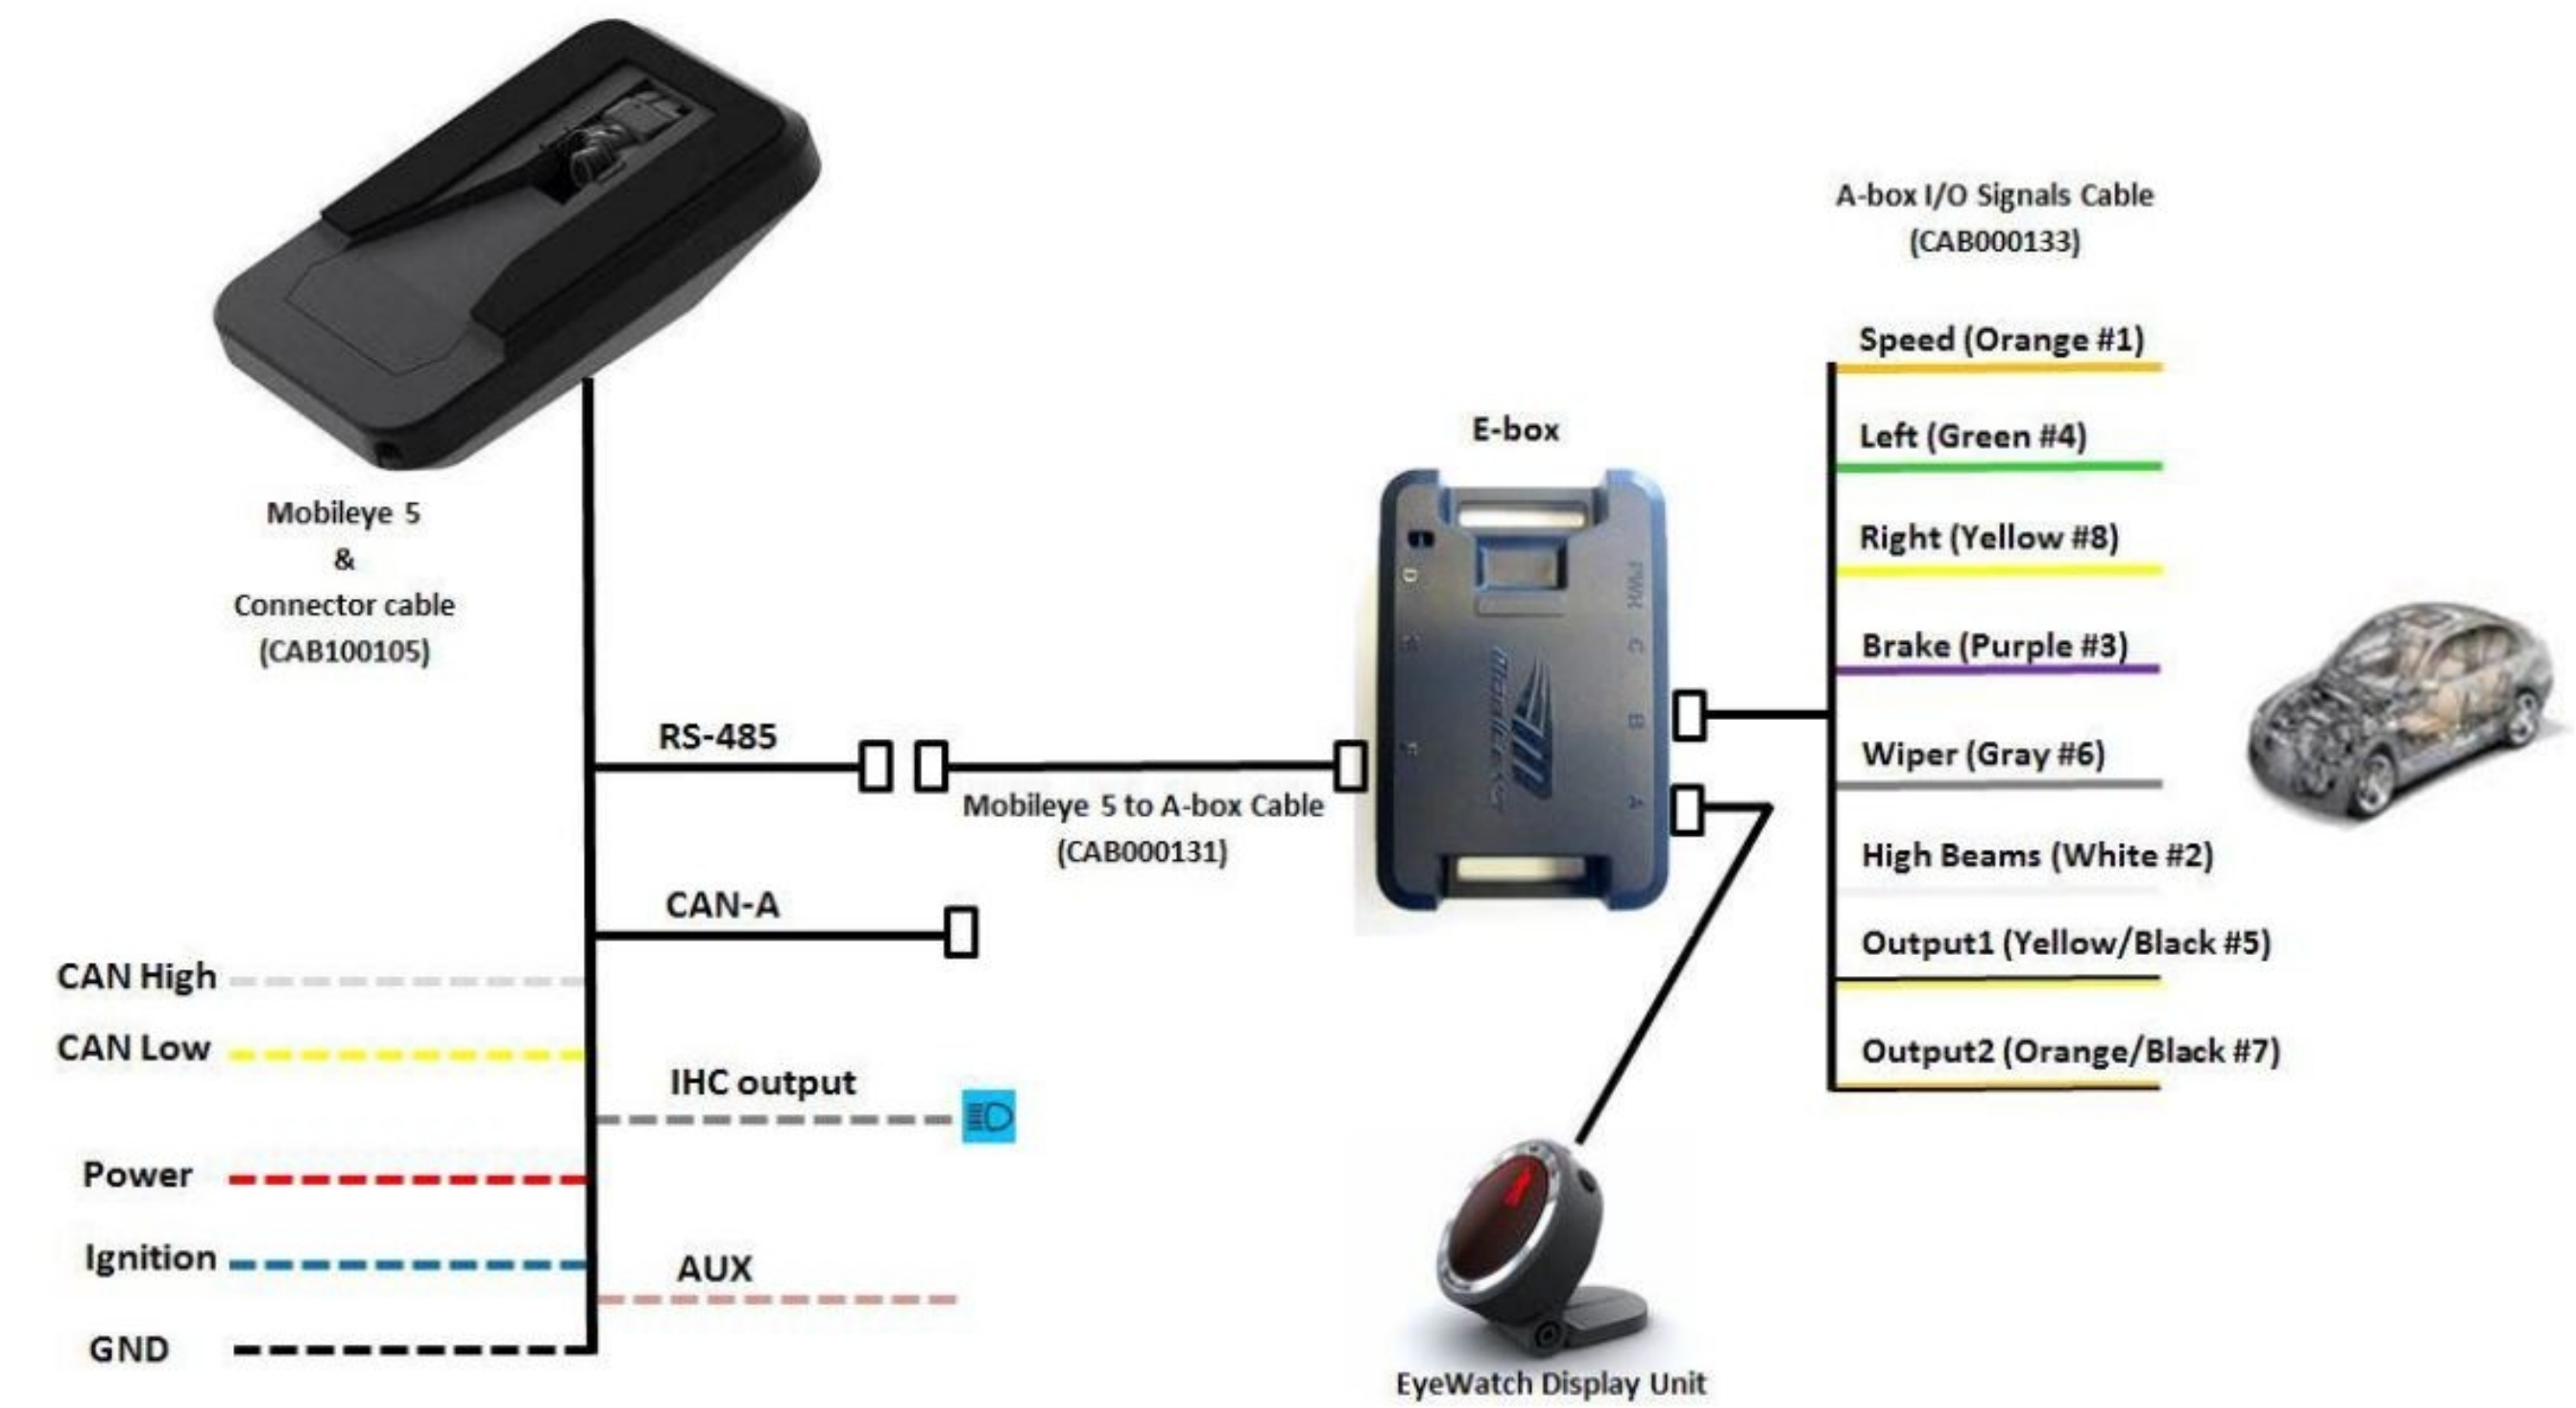 A-box I/O Signals Cable
(CAB000133)
Speed (Orange #1)
Left (Green #4)
Right (Yellow #8)
Brake (Purple #3)
Wiper (Gray #6)
High Beams (White #2)
Output1 (Yellow/Black #5)
Output2 (Orange/Black #7)
E-box
D
PWR
C
B
A
mobileye
Mobileye 5
&
Connector cable
(CAB100105)
RS-485
Mobileye 5 to A-box Cable
(CAB000131)
CAN-A
CAN High
CAN Low
IHC output
Power
Ignition
AUX
GND
EyeWatch Display Unit